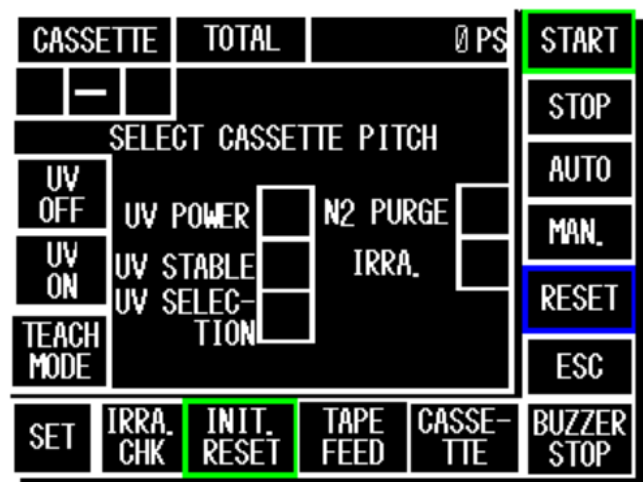 CASSETTE TOTAL 0 PS START
– STOP
SELECT CASSETTE PITCH
UV OFF AUTO
UV POWER N2 PURGE MAN.
UV ON UV STABLE IRRA. RESET
UV SELEC-
TION
TEACH
MODE
ESC
SET
IRRA.
CHK
INIT.
RESET
TAPE
FEED
CASSE-
TTE
BUZZER
STOP